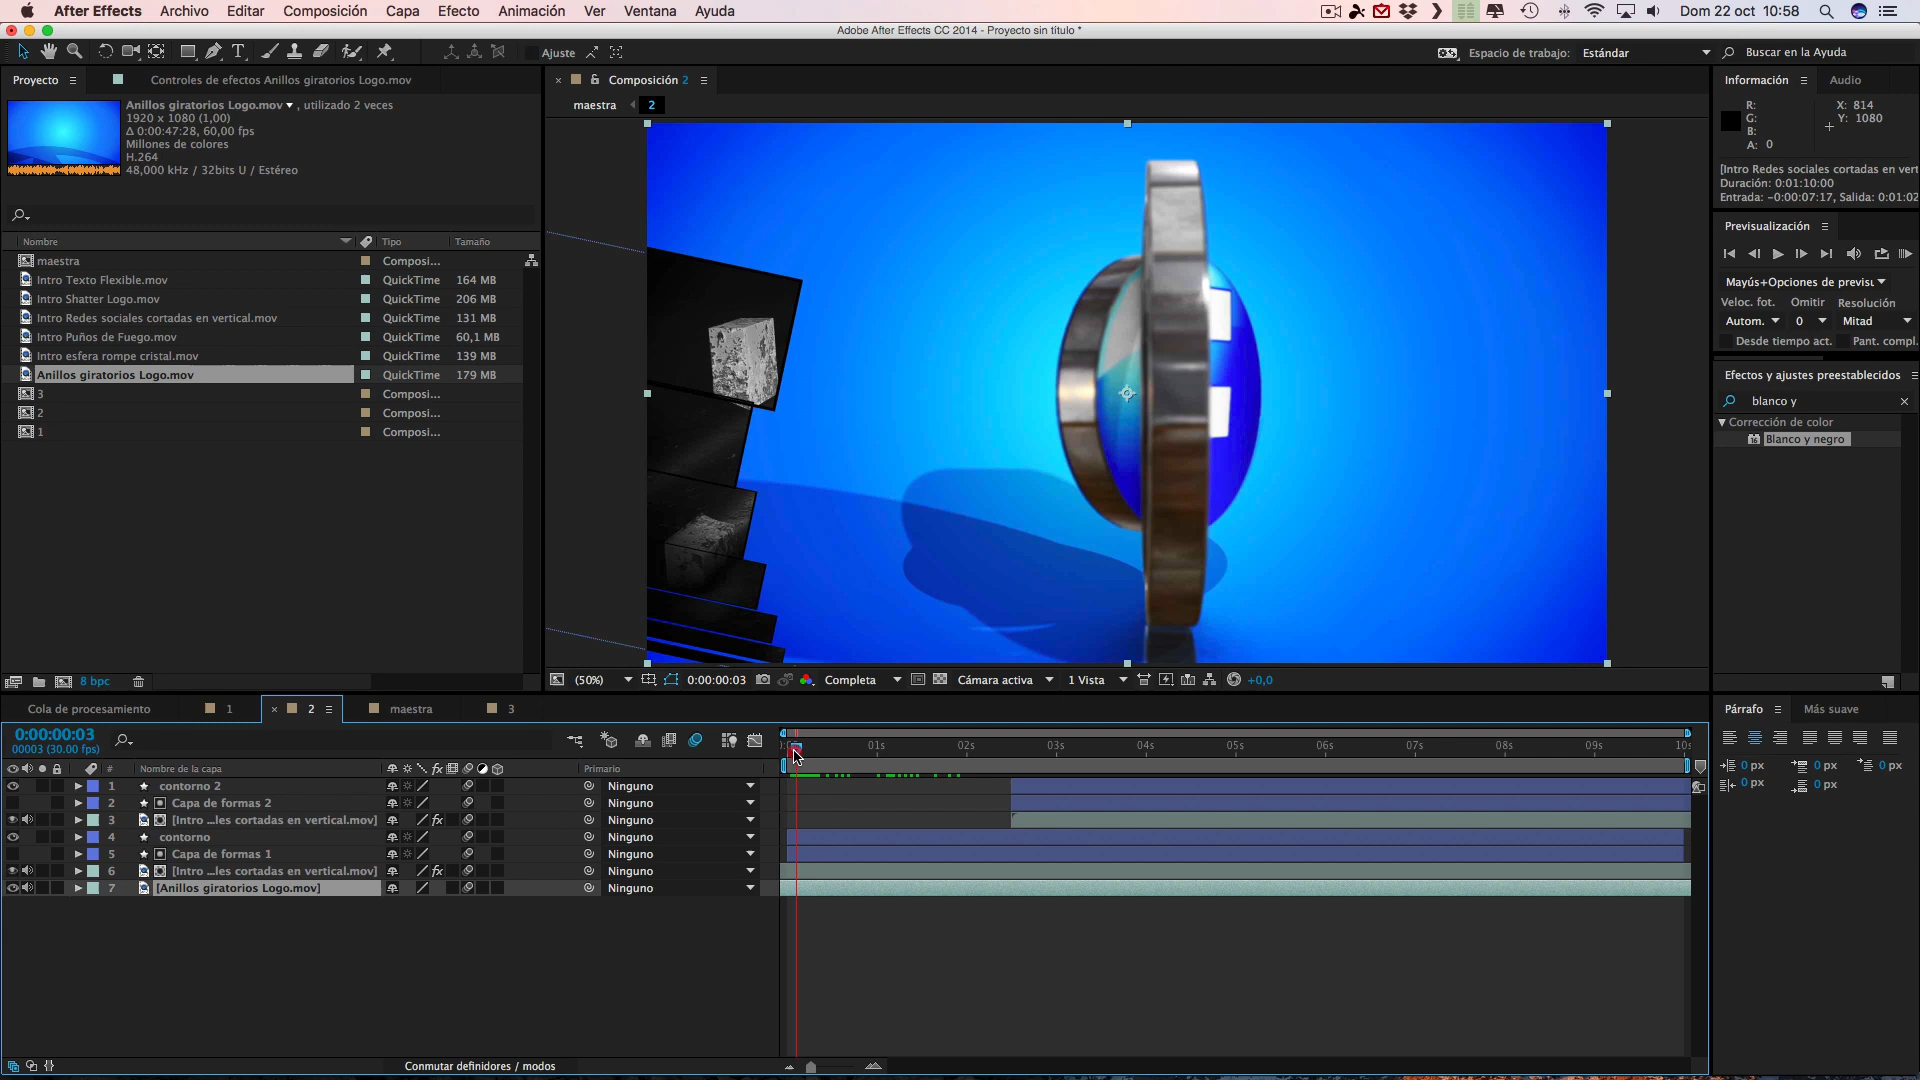 After Effects Archivo Editar Composición Capa Efecto Animación Ver Ventana Ayuda Dom 22 oct 10:58
Adobe After Effects CC 2014 - Proyecto sin título *
Ajuste Espacio de trabajo: Estándar Buscar en la Ayuda
Proyecto Controles de efectos Anillos giratorios Logo.mov
Anillos giratorios Logo.mov ▼ , utilizado 2 veces
1920 x 1080 (1,00)
Δ 0:00:47:28, 60,00 fps
Millones de colores
H.264
48,000 kHz / 32bits U / Estéreo
Nombre Tipo Tamaño
maestra Composi...
Intro Texto Flexible.mov QuickTime 164 MB
Intro Shatter Logo.mov QuickTime 206 MB
Intro Redes sociales cortadas en vertical.mov QuickTime 131 MB
Intro Puños de Fuego.mov QuickTime 60,1 MB
Intro esfera rompe cristal.mov QuickTime 139 MB
Anillos giratorios Logo.mov QuickTime 179 MB
3 Composi...
2 Composi...
1 Composi...
8 bpc
Composición 2
maestra 2
(50%) 0:00:00:03 Completa Cámara activa 1 Vista +0,0
Información Audio
R: X: 814
G: Y: 1080
B:
A: 0
[Intro Redes sociales cortadas en vert
Duración: 0:01:10:00
Entrada: -0:00:07:17, Salida: 0:01:02
Previsualización
Mayús+Opciones de previsu
Veloc. fot. Omitir Resolución
Autom. 0 Mitad
Desde tiempo act. Pant. compl.
Efectos y ajustes preestablecidos
blanco y
Corrección de color
Blanco y negro
Cola de procesamiento 1 2 maestra 3
0:00:00:03
00003 (30.00 fps)
01s 02s 03s 04s 05s 06s 07s 08s 09s 10s
# Nombre de la capa fx Primario
1 contorno 2 Ninguno
2 Capa de formas 2 Ninguno
3 [Intro ...les cortadas en vertical.mov] fx Ninguno
4 contorno Ninguno
5 Capa de formas 1 Ninguno
6 [Intro ...les cortadas en vertical.mov] fx Ninguno
7 [Anillos giratorios Logo.mov] Ninguno
Conmutar definidores / modos
Párrafo Más suave
0 px 0 px 0 px
0 px 0 px